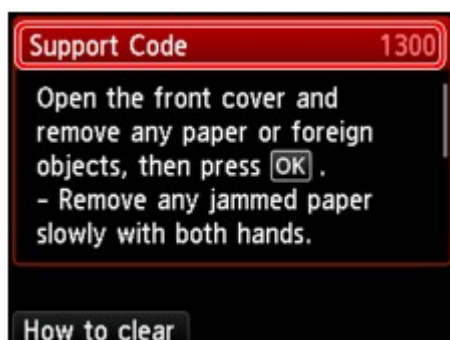 Support Code 1300
Open the front cover and
remove any paper or foreign
objects, then press OK .
– Remove any jammed paper
slowly with both hands.
How to clear